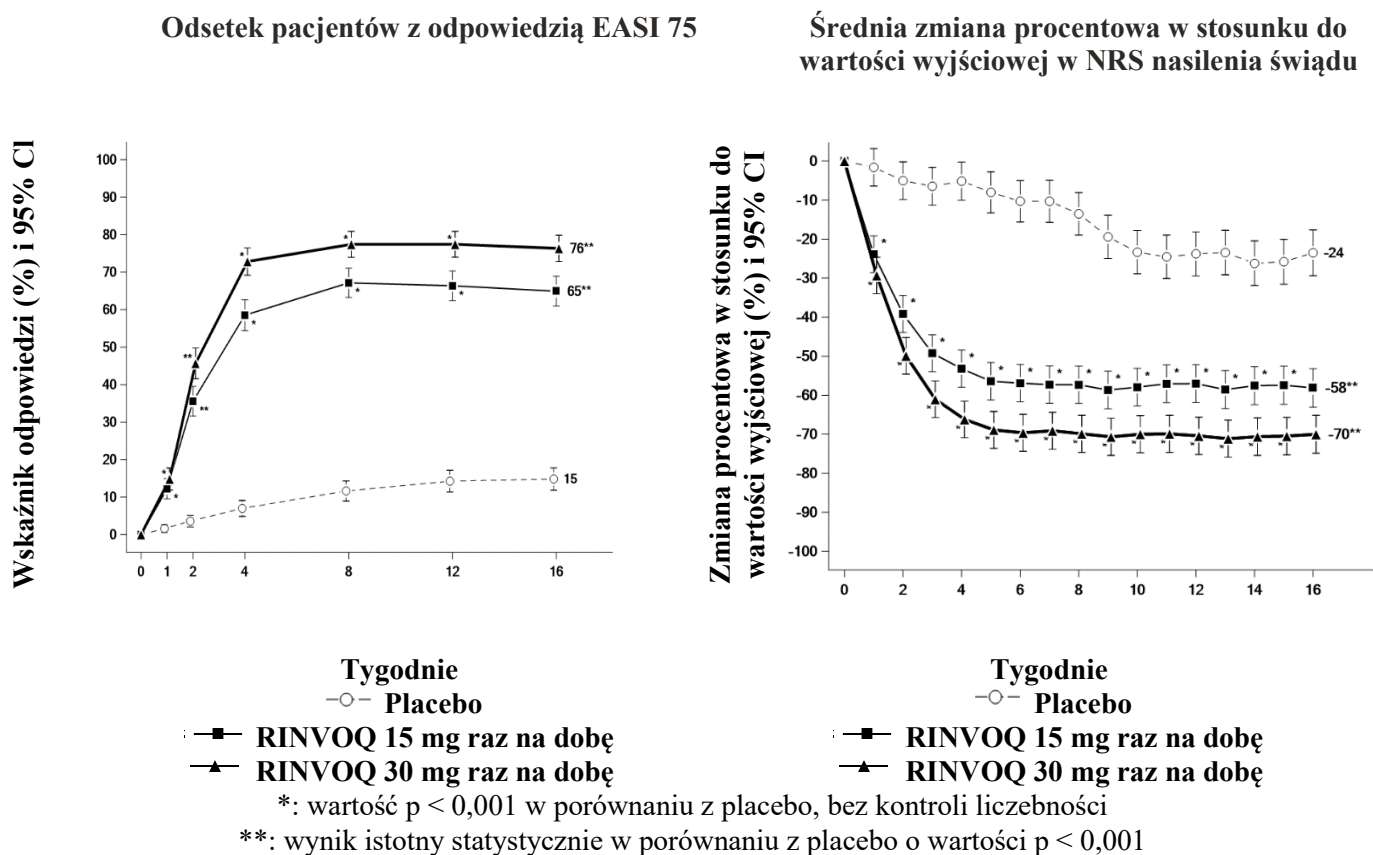 Odsetek pacjentów z odpowiedzią EASI 75
Wskaźnik odpowiedzi (%) i 95% CI
100
90
80
70
60
50
40
30
20
10
0
*
*
**
**
*
*
*
*
*
*
76**
65**
15
0 1 2 4 8 12 16
Tygodnie
Placebo
RINVOQ 15 mg raz na dobę
RINVOQ 30 mg raz na dobę
Średnia zmiana procentowa w stosunku do
wartości wyjściowej w NRS nasilenia świądu
Zmiana procentowa w stosunku do
wartości wyjściowej (%) i 95% CI
0
-10
-20
-30
-40
-50
-60
-70
-80
-90
-100
* * * * * * * * * * * * * * *
* * * * * * * * * * * * * * *
-24
-58**
-70**
0 2 4 6 8 10 12 14 16
Tygodnie
Placebo
RINVOQ 15 mg raz na dobę
RINVOQ 30 mg raz na dobę
*: wartość p < 0,001 w porównaniu z placebo, bez kontroli liczebności
**: wynik istotny statystycznie w porównaniu z placebo o wartości p < 0,001